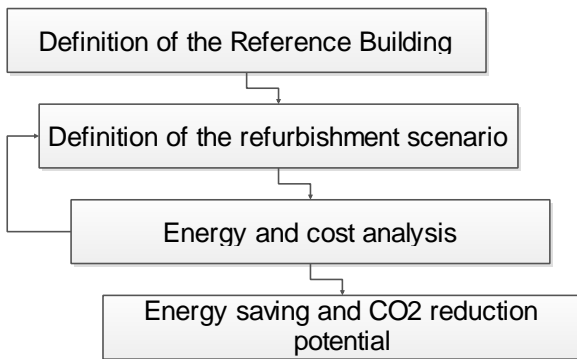 Definition of the Reference Building
Definition of the refurbishment scenario
Energy and cost analysis
Energy saving and CO2 reduction
potential